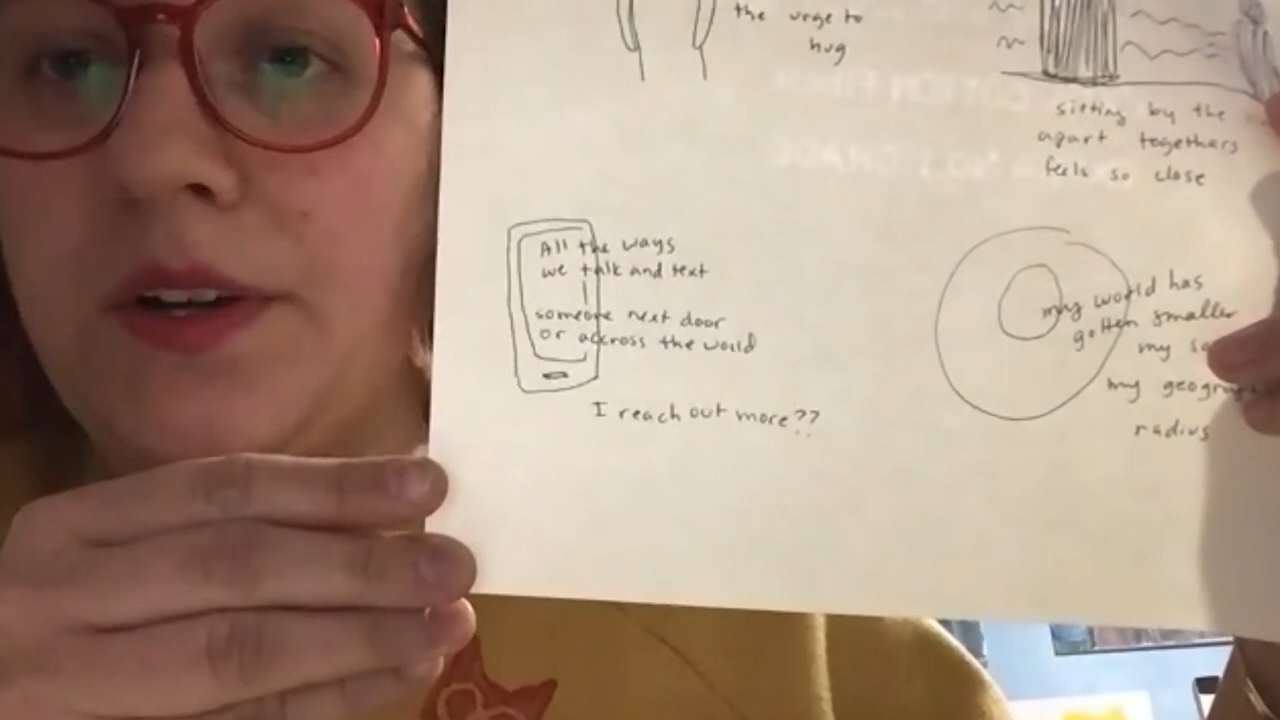 the urge to
hug
sitting by the
apart togethers
feels so close
All the ways
we talk and text
someone next door
or accross the world
I reach out more??
my world has
gotten smaller
my
my
radius